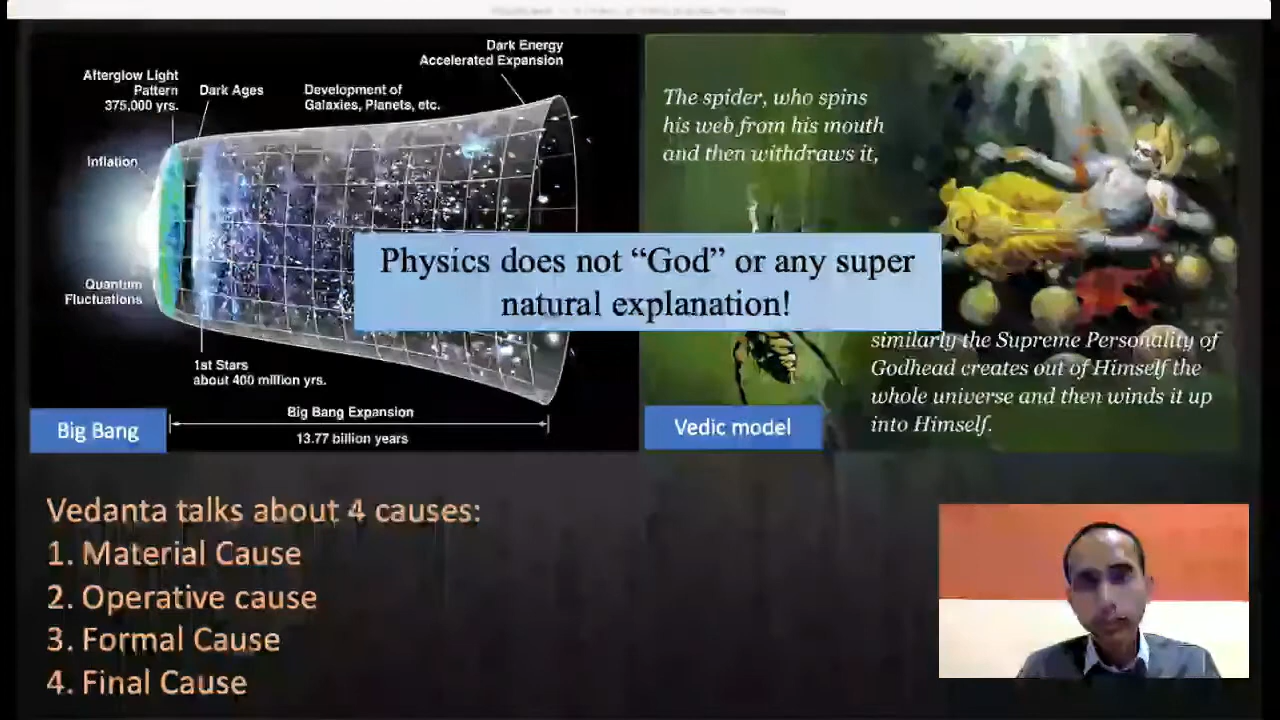 Dark Energy
Accelerated Expansion
Afterglow Light
Pattern
375,000 yrs.
Dark Ages
Development of
Galaxies, Planets, etc.
Inflation
Quantum
Fluctuations
1st Stars
about 400 million yrs.
Big Bang Expansion
13.77 billion years
Big Bang
The spider, who spins
his web from his mouth
and then withdraws it,
Physics does not “God” or any super
natural explanation!
similarly the Supreme Personality of
Godhead creates out of Himself the
whole universe and then winds it up
into Himself.
Vedic model
Vedanta talks about 4 causes:
1. Material Cause
2. Operative cause
3. Formal Cause
4. Final Cause